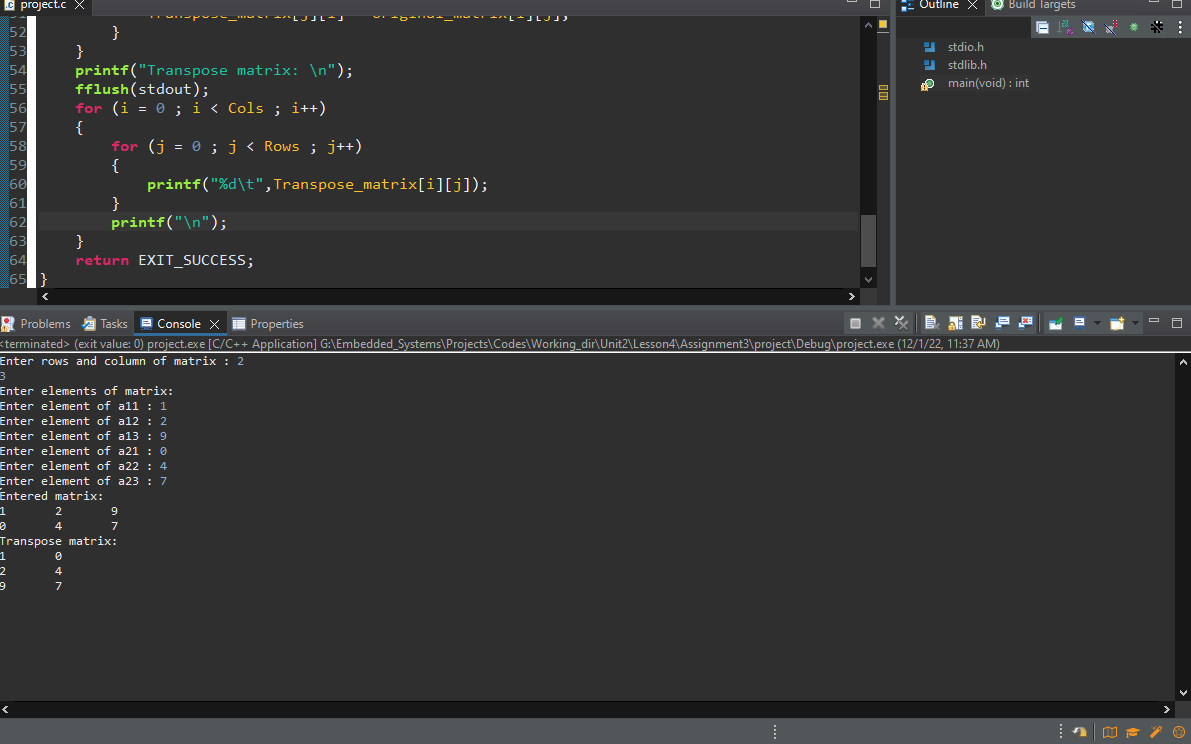 project.c
Outline
Build Targets
51 Transpose_matrix[j][i] = Original_matrix[i][j];
52 }
53 }
54 printf("Transpose matrix: \n");
55 fflush(stdout);
56 for (i = 0 ; i < Cols ; i++)
57 {
58 for (j = 0 ; j < Rows ; j++)
59 {
60 printf("%d\t",Transpose_matrix[i][j]);
61 }
62 printf("\n");
63 }
64 return EXIT_SUCCESS;
65 }
stdio.h
stdlib.h
main(void) : int
Problems Tasks Console Properties
<terminated> (exit value: 0) project.exe [C/C++ Application] G:\Embedded_Systems\Projects\Codes\Working_dir\Unit2\Lesson4\Assignment3\project\Debug\project.exe (12/1/22, 11:37 AM)
Enter rows and column of matrix : 2
3
Enter elements of matrix:
Enter element of a11 : 1
Enter element of a12 : 2
Enter element of a13 : 9
Enter element of a21 : 0
Enter element of a22 : 4
Enter element of a23 : 7
Entered matrix:
1 2 9
0 4 7
Transpose matrix:
1 0
2 4
9 7